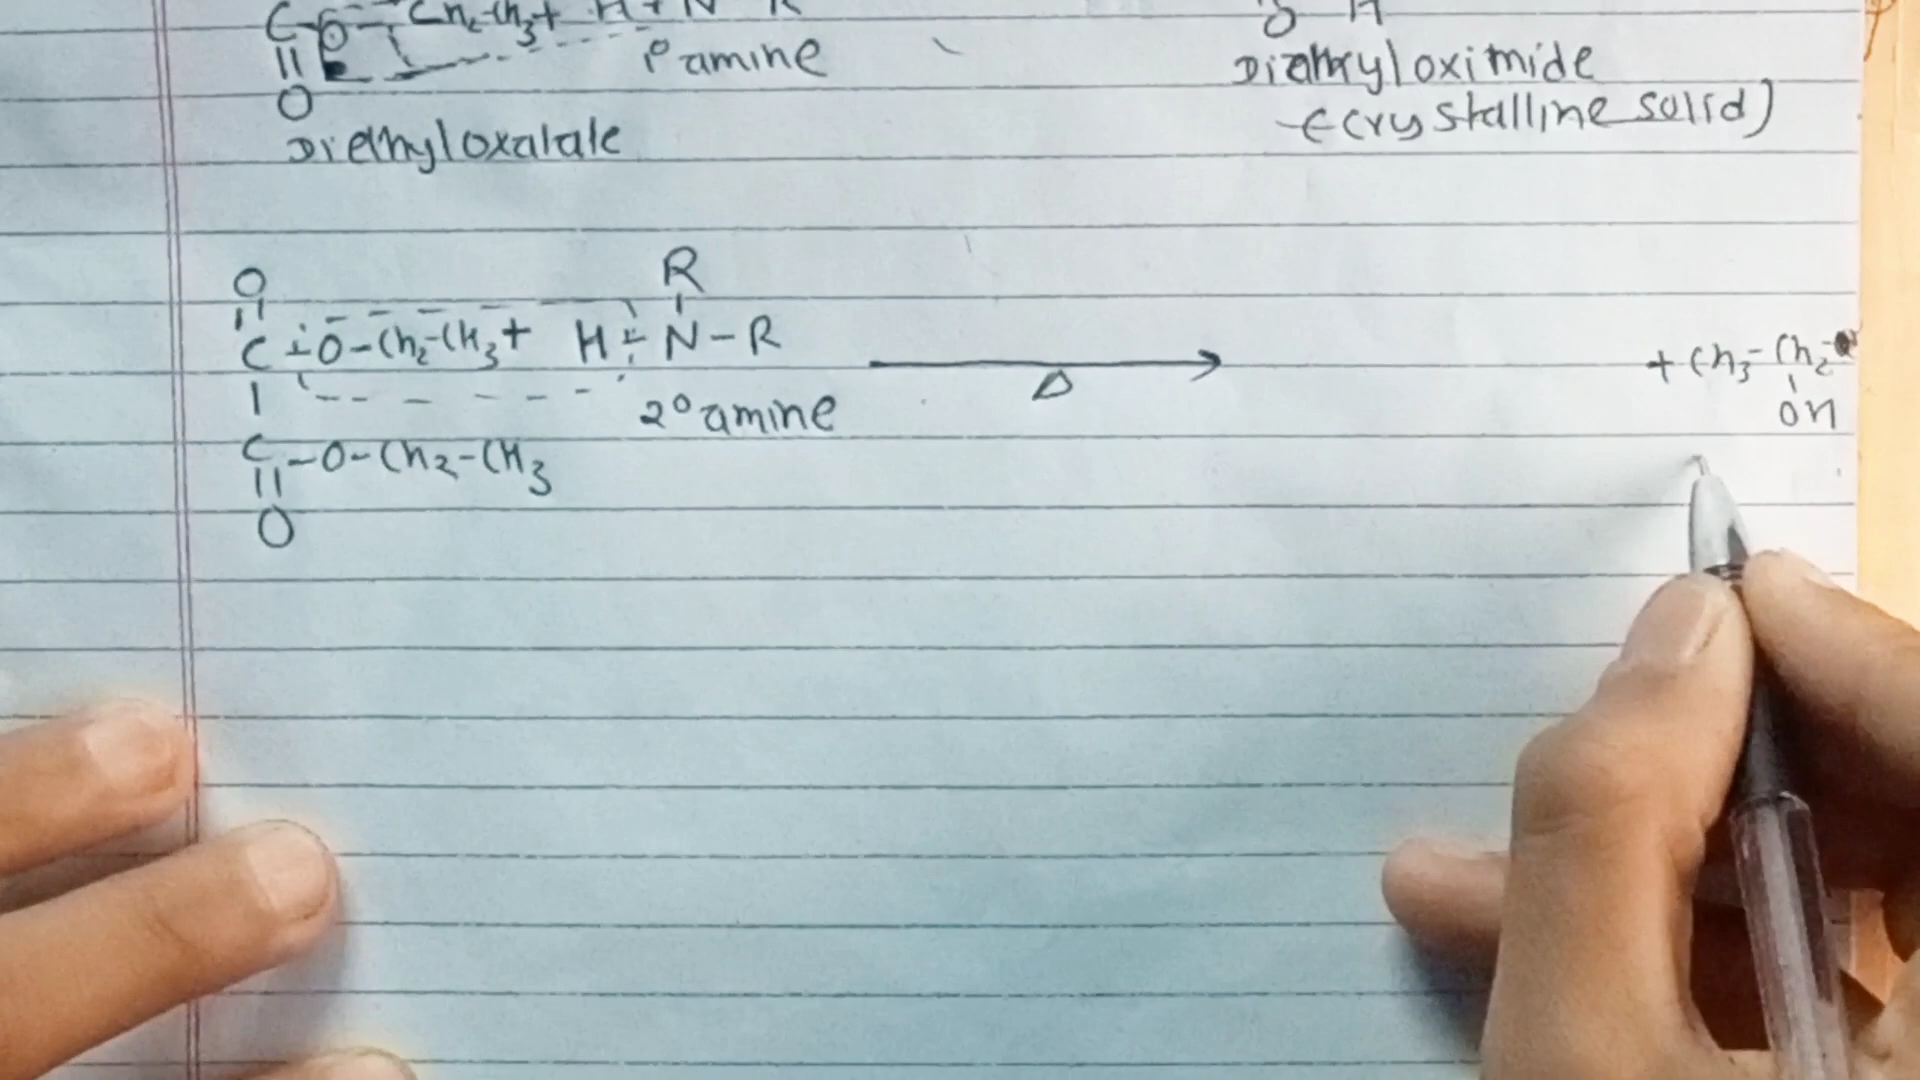 C O - CH2-CH3 + H + N R
|| 1° amine
O
Diethyloxalate
O H
Dialkyloximide
(crystalline solid)
O R
|| |
C - O - CH2 - CH3 + H - N - R → + CH3 - CH2 -
| Δ |
2° amine OH
C - O - CH2 - CH3
||
O